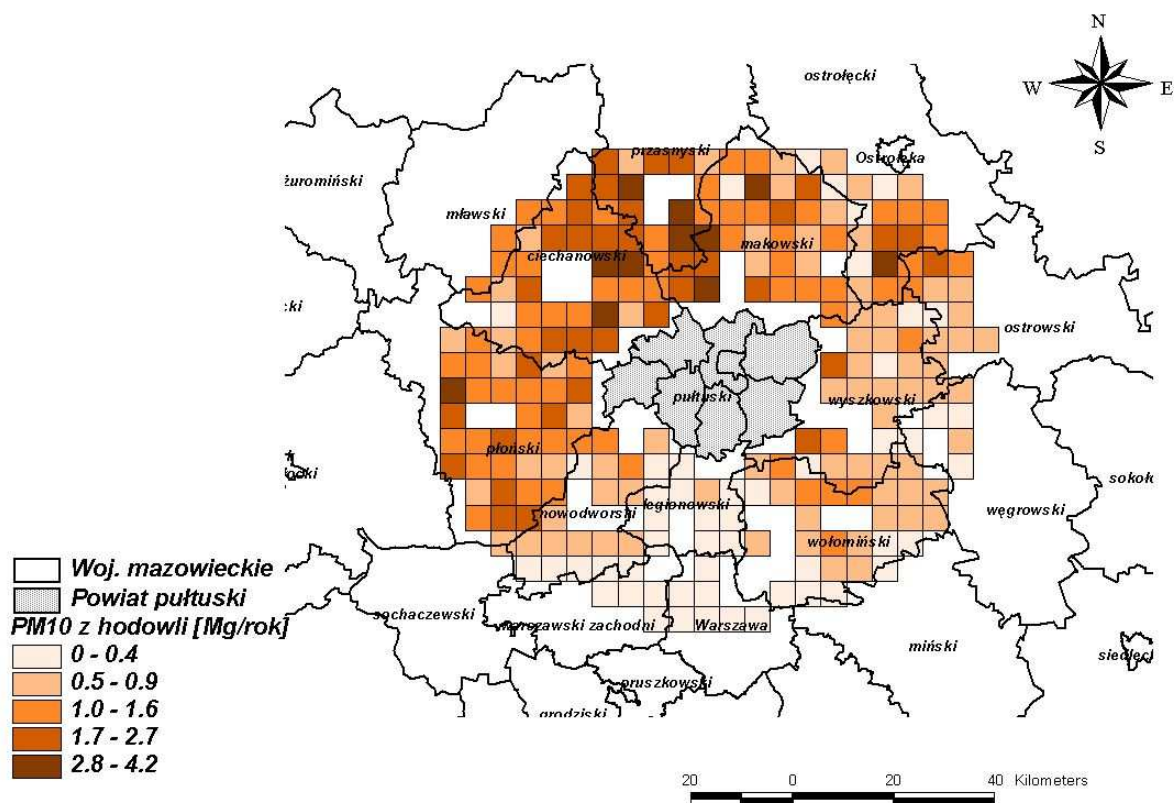 N
W E
S
ostrołęcki
przasnyski
Ostrołęka
żuromiński
mławski
makowski
ciechanowski
ostrowski
pułtuski
wyszkowski
płoński
sokoł
legionowski
nowodworski
węgrowski
wołomiński
Woj. mazowieckie
Powiat pułtuski
PM10 z hodowli [Mg/rok]
0 - 0.4
0.5 - 0.9
1.0 - 1.6
1.7 - 2.7
2.8 - 4.2
sochaczewski
warszawski zachodni
Warszawa
miński
siedlec
pruszkowski
grodziski
20 0 20 40 Kilometers